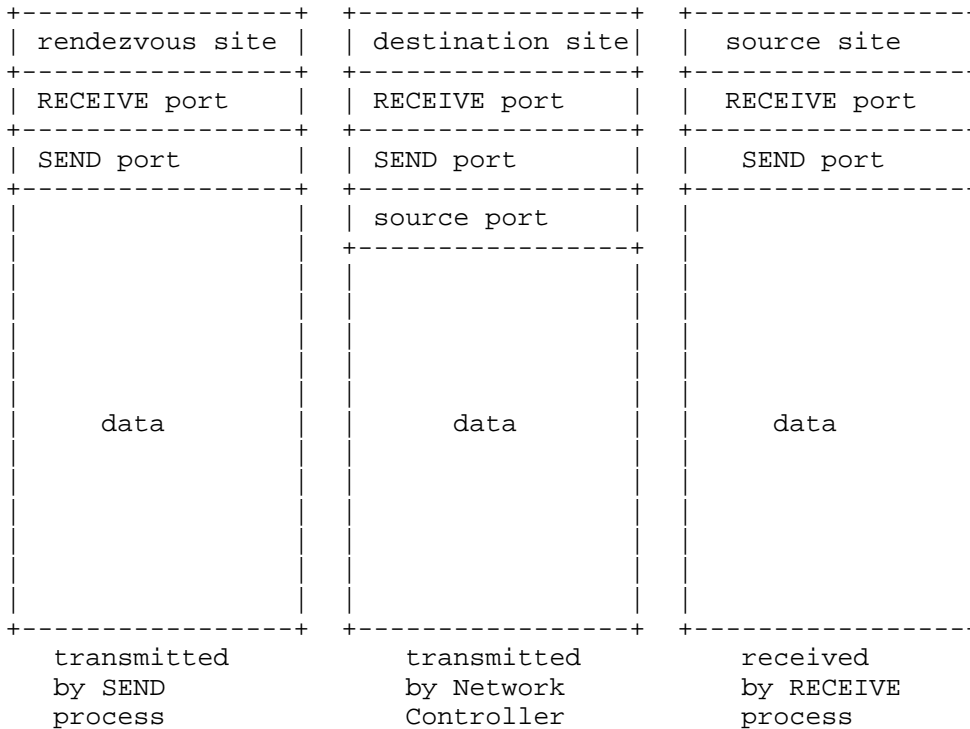 rendezvous site destination site source site
RECEIVE port RECEIVE port RECEIVE port
SEND port SEND port SEND port
source port
data data data
transmitted transmitted received
by SEND by Network by RECEIVE
process Controller process